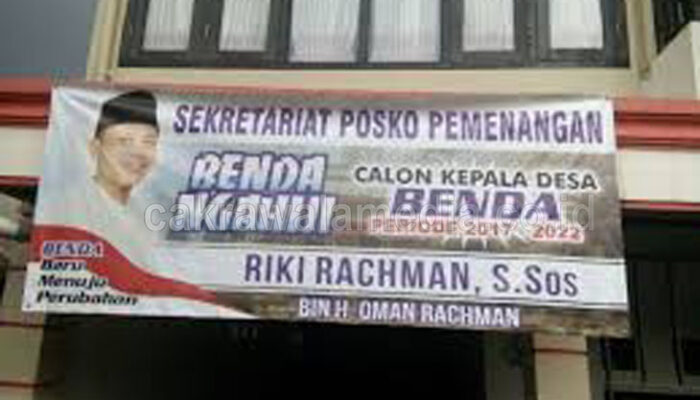 SEKRETARIAT POSKO PEMENANGAN
BENDA
AKRAWAI
CALON KEPALA DESA
BENDA
PERIODE 2017 - 2022
RIKI RACHMAN, S.Sos
BIN H. OMAN RACHMAN
BENDA
Baru
Menuju
Perubahan